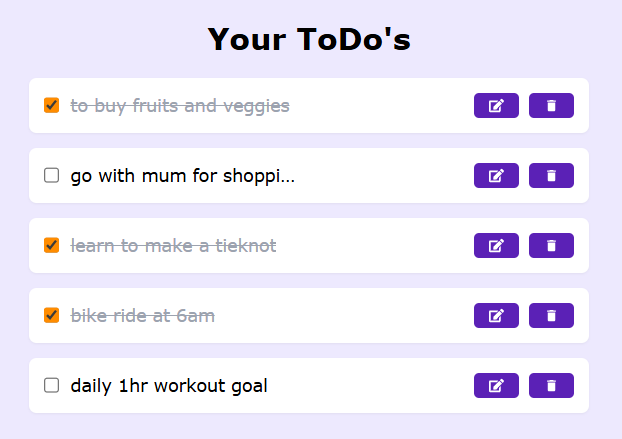 Your ToDo's
to buy fruits and veggies
go with mum for shoppi...
learn to make a tieknot
bike ride at 6am
daily 1hr workout goal